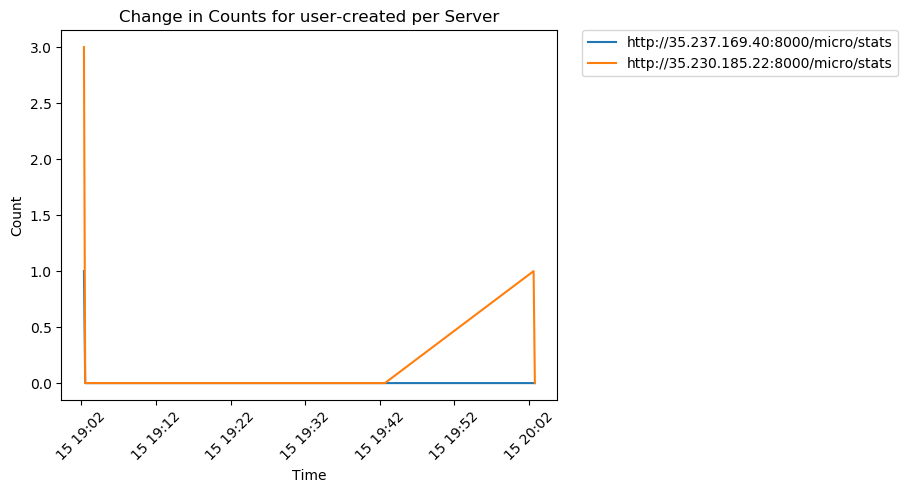 Change in Counts for user-created per Server
http://35.237.169.40:8000/micro/stats
http://35.230.185.22:8000/micro/stats
3.0
2.5
2.0
1.5
1.0
0.5
0.0
Count
15 19:02
15 19:12
15 19:22
15 19:32
15 19:42
15 19:52
15 20:02
Time